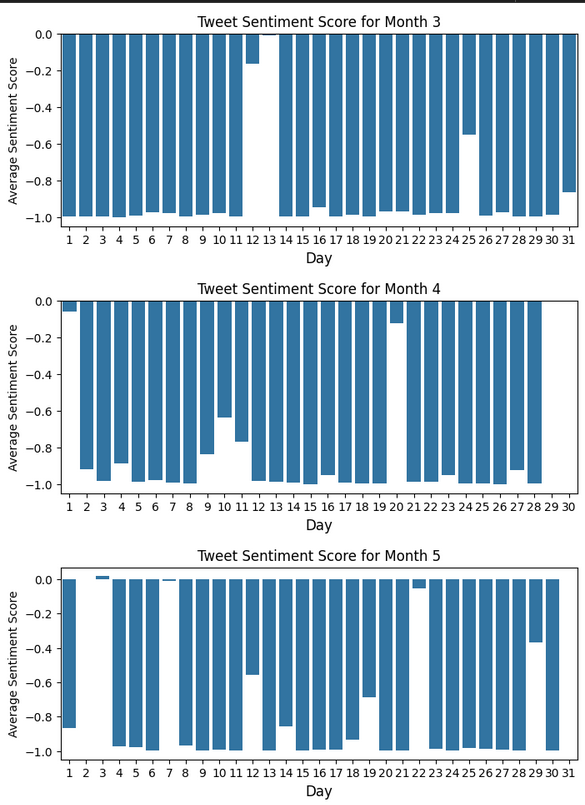 Tweet Sentiment Score for Month 3
Average Sentiment Score
0.0
−0.2
−0.4
−0.6
−0.8
−1.0
1 2 3 4 5 6 7 8 9 10 11 12 13 14 15 16 17 18 19 20 21 22 23 24 25 26 27 28 29 30 31
Day
Tweet Sentiment Score for Month 4
Average Sentiment Score
0.0
−0.2
−0.4
−0.6
−0.8
−1.0
1 2 3 4 5 6 7 8 9 10 11 12 13 14 15 16 17 18 19 20 21 22 23 24 25 26 27 28 29 30
Day
Tweet Sentiment Score for Month 5
Average Sentiment Score
0.0
−0.2
−0.4
−0.6
−0.8
−1.0
1 2 3 4 5 6 7 8 9 10 11 12 13 14 15 16 17 18 19 20 21 22 23 24 25 26 27 28 29 30 31
Day